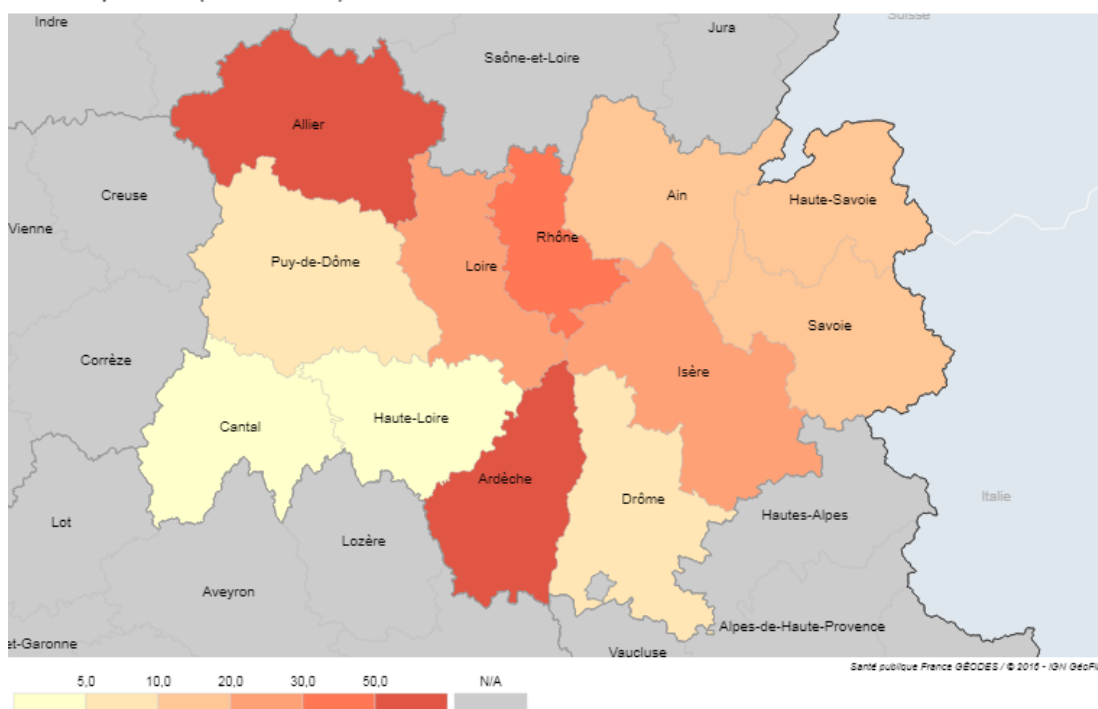 Indre
Suisse
Jura
Saône-et-Loire
Allier
Creuse
Ain
Haute-Savoie
Vienne
Rhône
Puy-de-Dôme
Loire
Savoie
Corrèze
Isère
Haute-Loire
Cantal
Ardèche
Drôme
Italie
Hautes-Alpes
Lot
Lozère
Aveyron
Alpes-de-Haute-Provence
et-Garonne
Vaucluse
Santé publique France GÉODES / © 2016 - IGN GéoFl
5,0 10,0 20,0 30,0 50,0 N/A